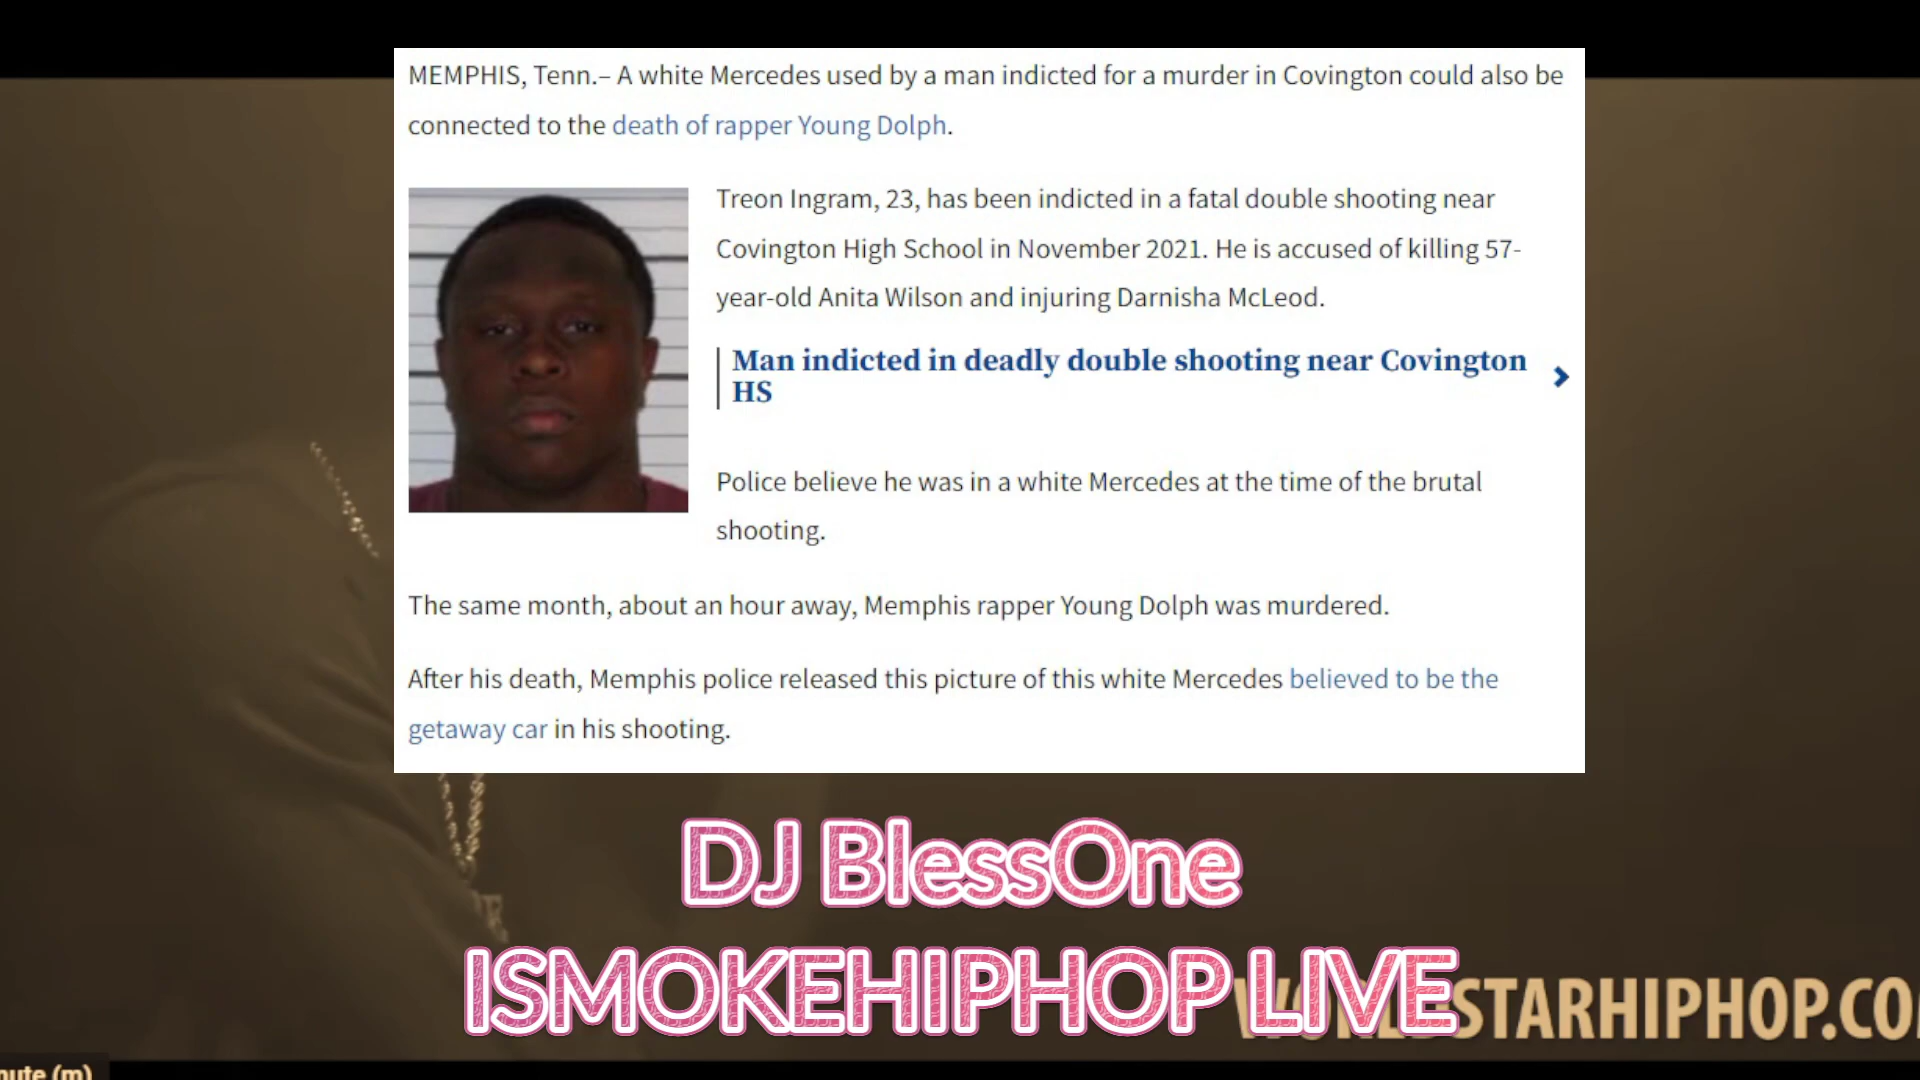 MEMPHIS, Tenn.– A white Mercedes used by a man indicted for a murder in Covington could also be
connected to the death of rapper Young Dolph.
Treon Ingram, 23, has been indicted in a fatal double shooting near
Covington High School in November 2021. He is accused of killing 57-
year-old Anita Wilson and injuring Darnisha McLeod.
Man indicted in deadly double shooting near Covington
HS
Police believe he was in a white Mercedes at the time of the brutal
shooting.
The same month, about an hour away, Memphis rapper Young Dolph was murdered.
After his death, Memphis police released this picture of this white Mercedes believed to be the
getaway car in his shooting.
DJ BlessOne
ISMOKEHIPHOP LIVE
STARHIPHOP.CO
(m)